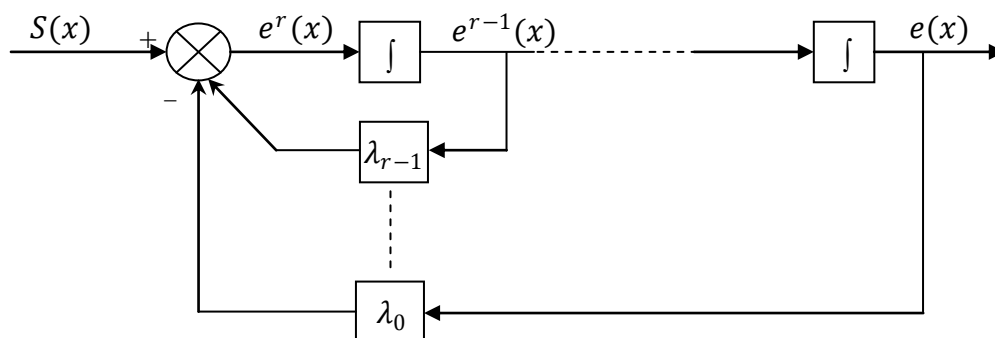 S(x) + e^r(x) ∫ e^{r−1}(x) ∫ e(x)
−
λ_{r−1}
λ_0